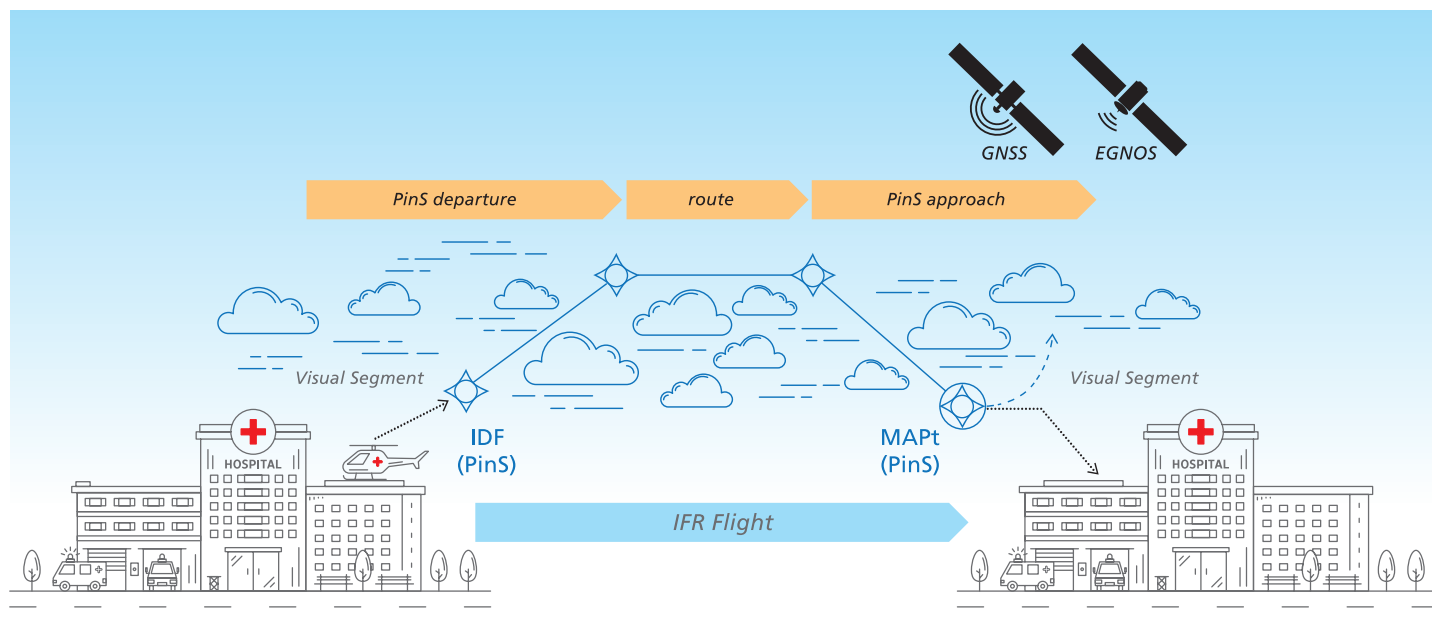 GNSS
EGNOS
PinS departure
route
PinS approach
Visual Segment
Visual Segment
IDF
(PinS)
MAPt
(PinS)
HOSPITAL
HOSPITAL
IFR Flight